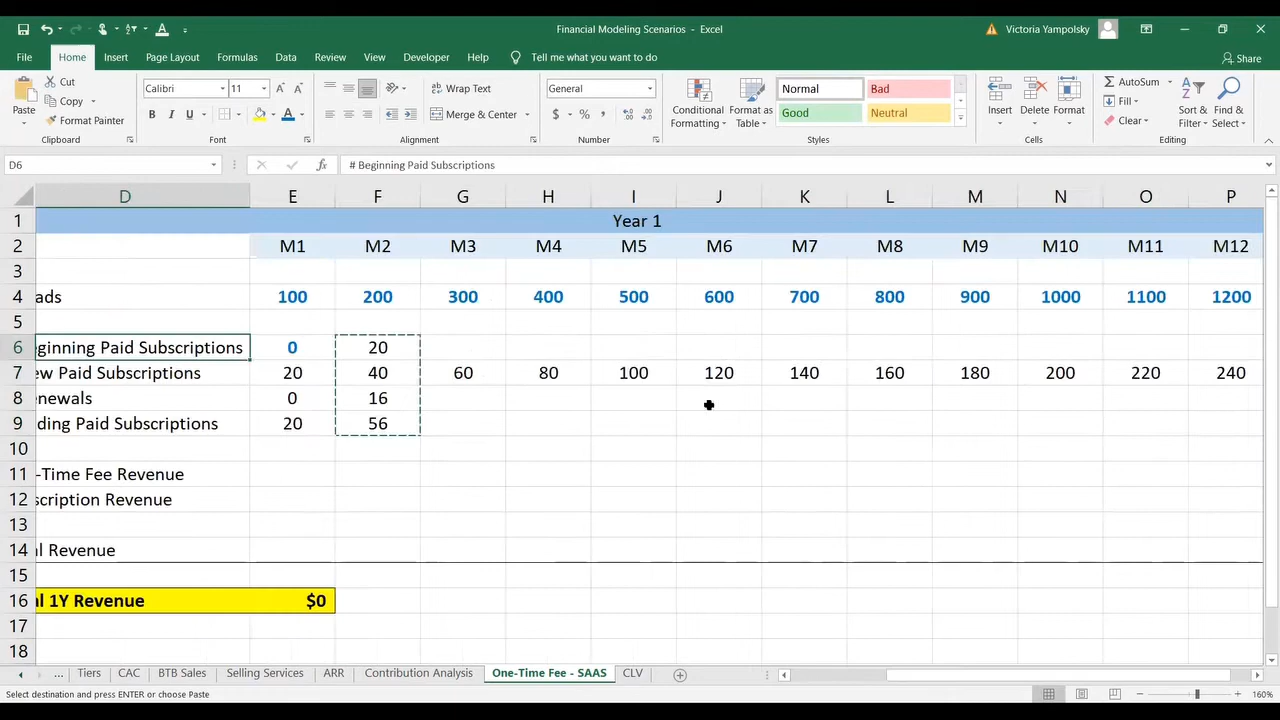 Financial Modeling Scenarios - Excel
Victoria Yampolsky
File Home Insert Page Layout Formulas Data Review View Developer Help Tell me what you want to do Share
Paste
Cut
Copy
Format Painter
Clipboard
Calibri 11
B I U
Font
Wrap Text
Merge & Center
Alignment
General
$ % ,
Number
Conditional Formatting
Format as Table
Normal Bad
Good Neutral
Styles
Insert Delete Format
Cells
AutoSum
Fill
Clear
Sort & Filter
Find & Select
Editing
D6 fx # Beginning Paid Subscriptions
D E F G H I J K L M N O P
1 Year 1
2 M1 M2 M3 M4 M5 M6 M7 M8 M9 M10 M11 M12
3
4 ads 100 200 300 400 500 600 700 800 900 1000 1100 1200
5
6 ginning Paid Subscriptions 0 20
7 ew Paid Subscriptions 20 40 60 80 100 120 140 160 180 200 220 240
8 enewals 0 16
9 ding Paid Subscriptions 20 56
10
11 -Time Fee Revenue
12 scription Revenue
13
14 al Revenue
15
16 al 1Y Revenue $0
17
18
... Tiers CAC BTB Sales Selling Services ARR Contribution Analysis One-Time Fee - SAAS CLV
Select destination and press ENTER or choose Paste 160%